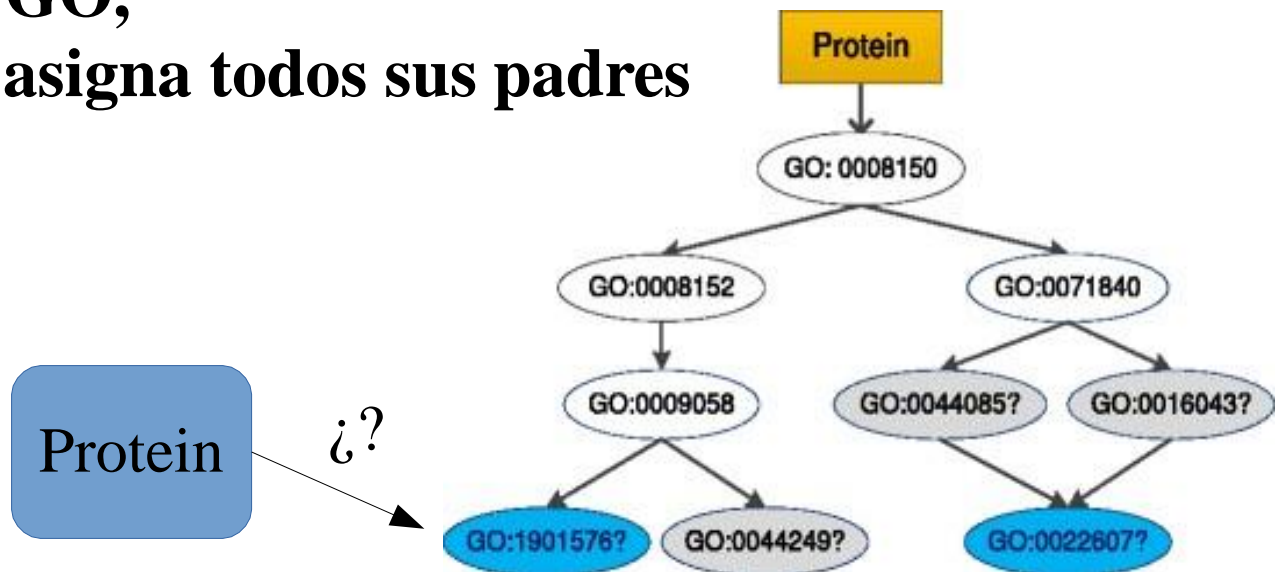 GO,
asigna todos sus padres
Protein
GO: 0008150
GO:0008152
GO:0071840
GO:0009058
GO:0044085?
GO:0016043?
Protein
¿?
GO:1901576?
GO:0044249?
GO:0022607?